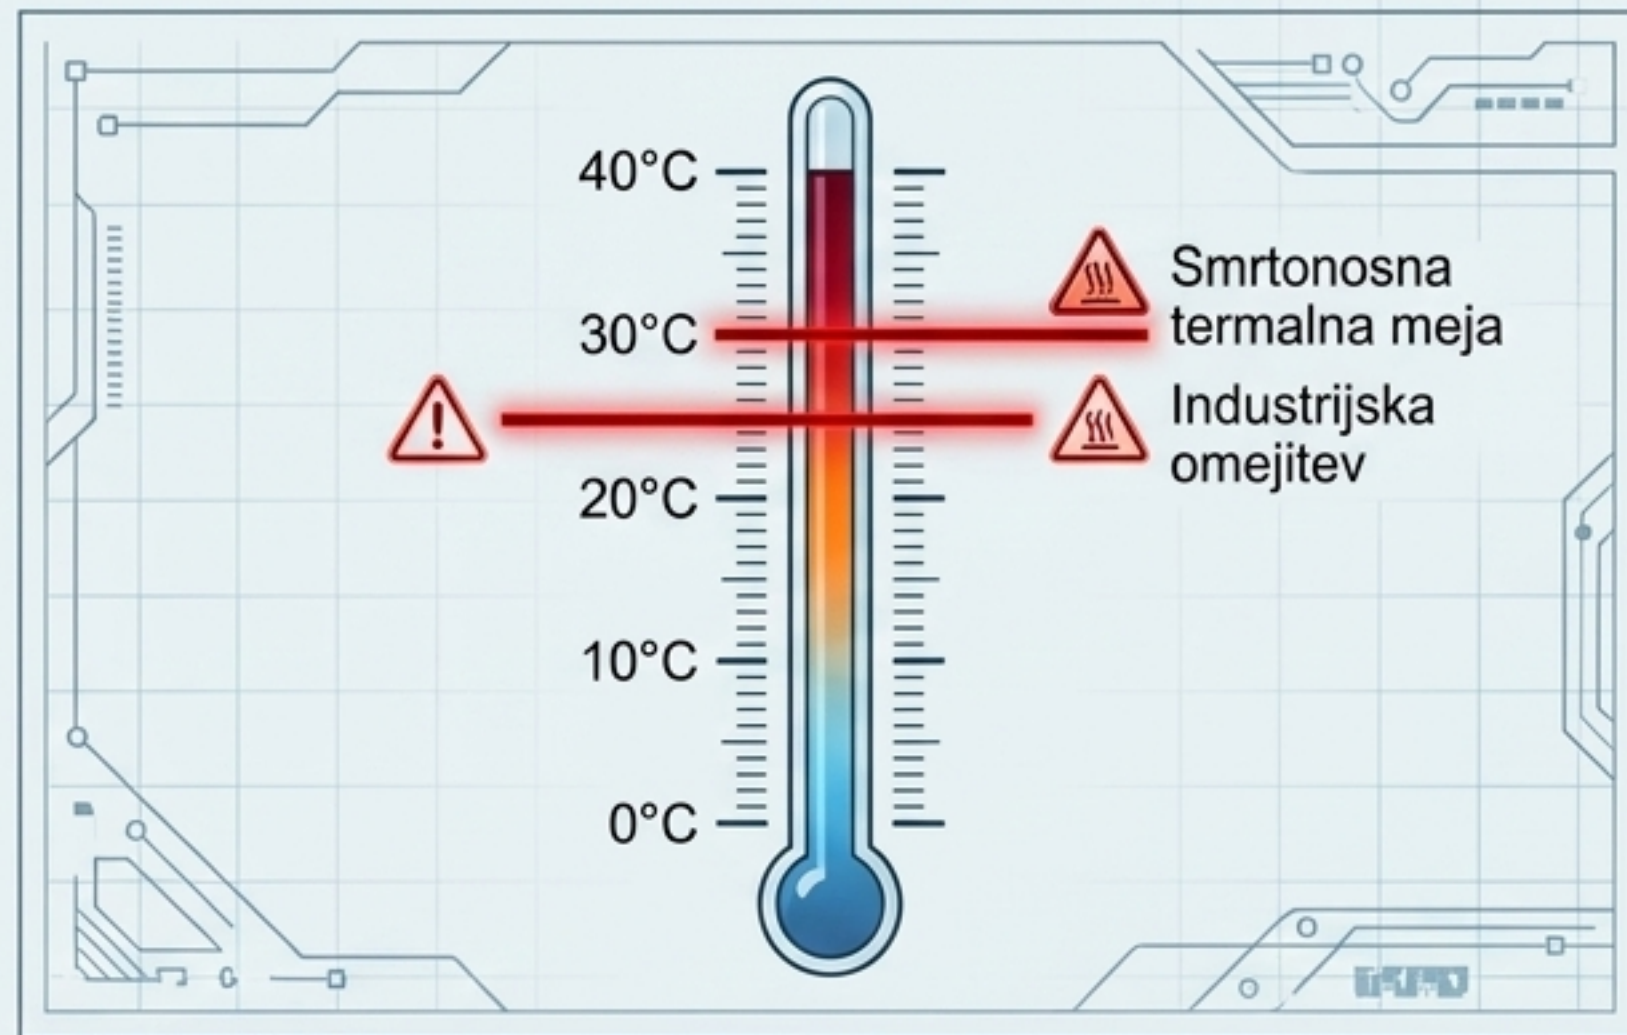 40°C
Smrtonosna
termalna meja
30°C
Industrijska
omejitev
!
20°C
10°C
0°C